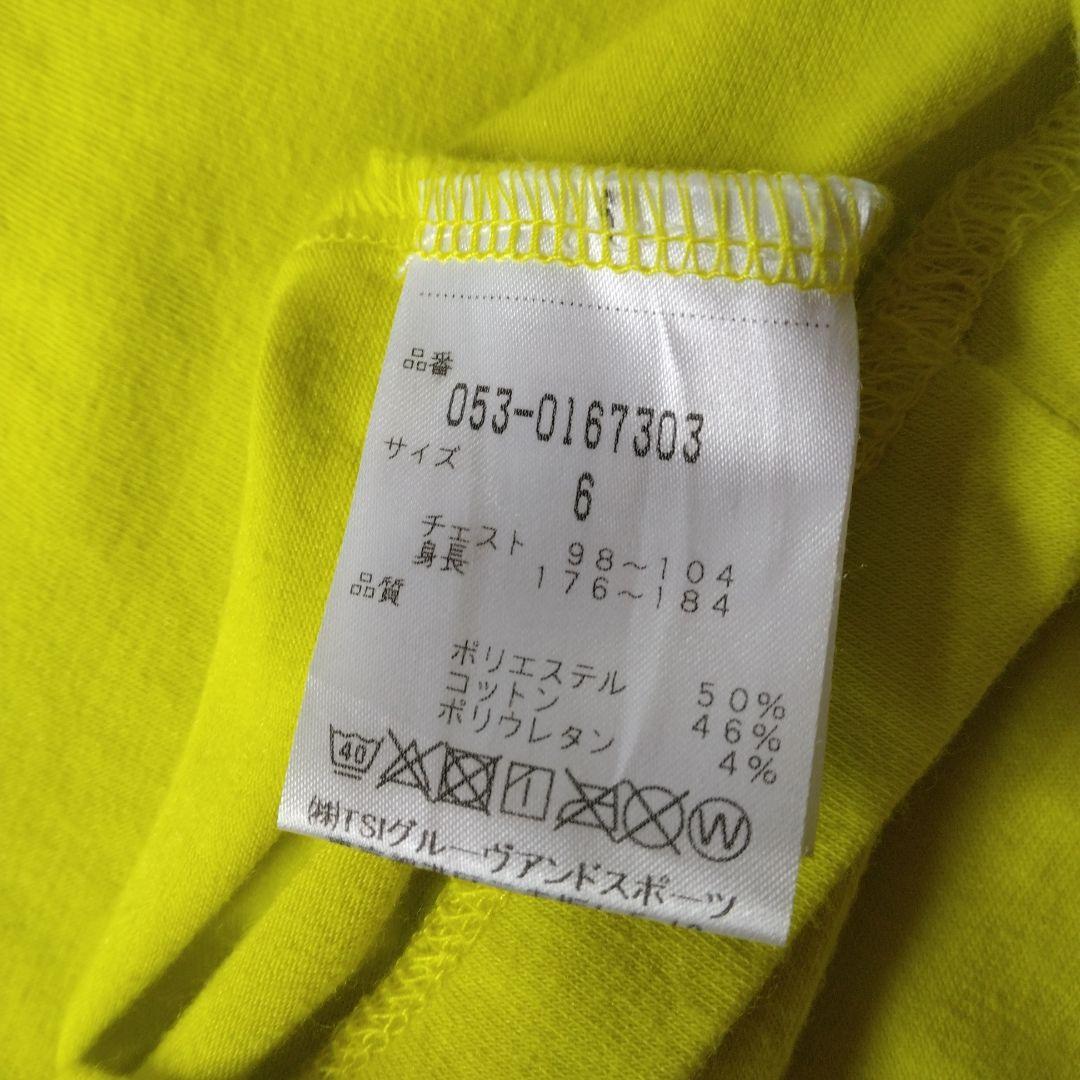 品番
053-0167303
サイズ
6
チェスト 98～104
身長 176～184
品質
ポリエステル 50%
コットン 46%
ポリウレタン 4%
40
W
㈱TSIグルーヴアンドスポーツ